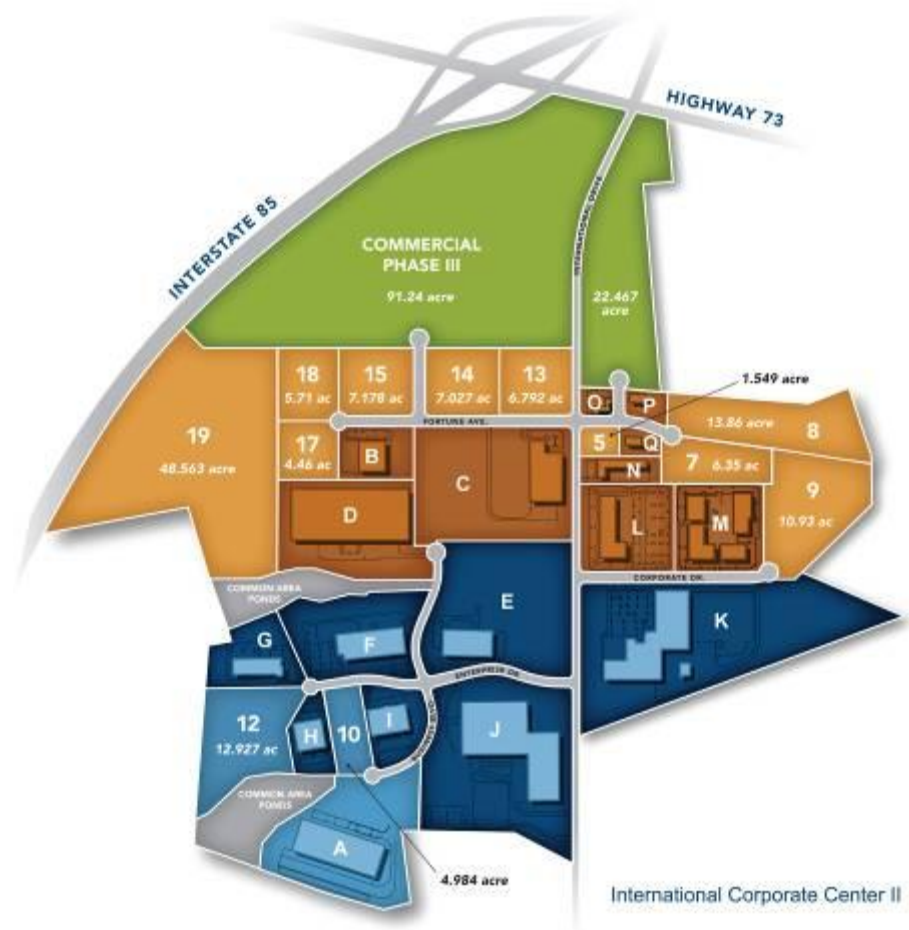 HIGHWAY 73
INTERSTATE 85
INTERNATIONAL DRIVE
COMMERCIAL
PHASE III
91.24 acre
22.467
acre
18
5.71 ac
15
7.178 ac
14
7.027 ac
13
6.792 ac
1.549 acre
O
P
13.86 acre
8
FORTUNE AVE.
19
48.563 acre
17
4.46 ac
B
C
5
Q
7 6.35 ac
N
9
10.93 ac
D
L
M
CORPORATE DR.
COMMON AREA
PONDS
E
K
G
F
ENTERPRISE DR.
12
12.927 ac
H
10
I
J
COMMON AREA
PONDS
A
4.984 acre
International Corporate Center II